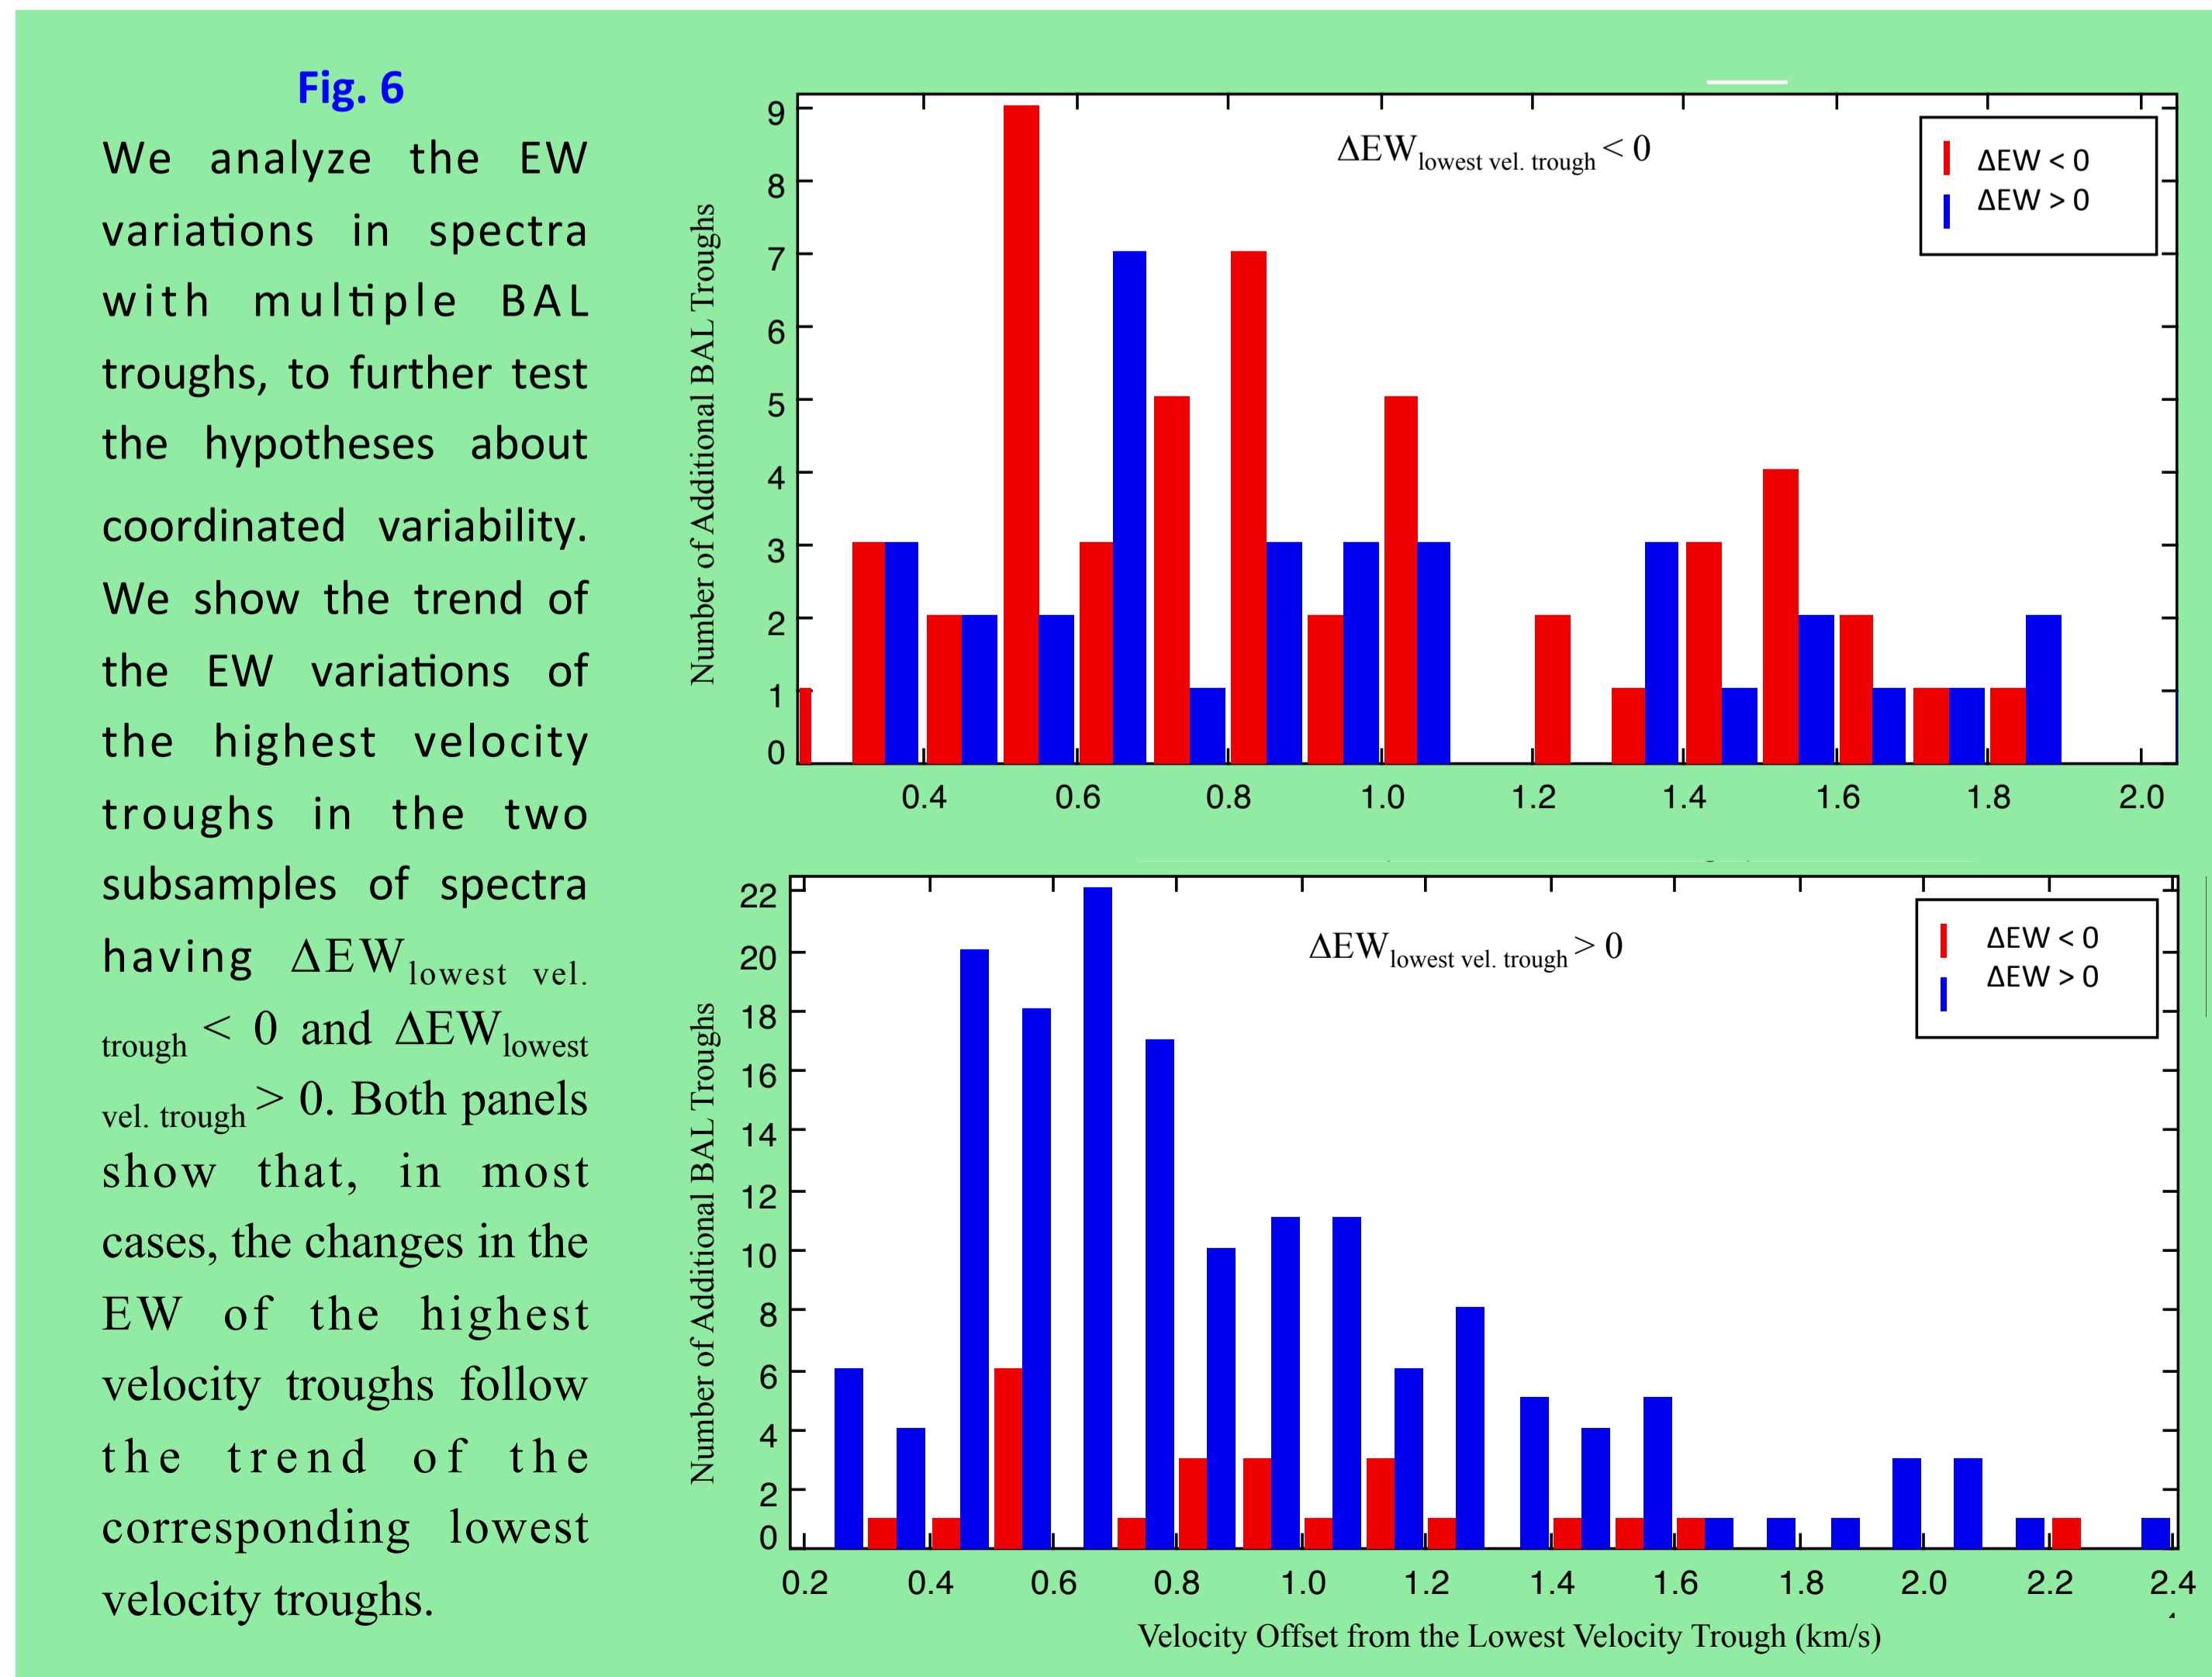 Fig. 6
We analyze the EW
variations in spectra
with multiple BAL
troughs, to further test
the hypotheses about
coordinated variability.
We show the trend of
the EW variations of
the highest velocity
troughs in the two
subsamples of spectra
having ΔEWlowest vel.
trough < 0 and ΔEWlowest
vel. trough > 0. Both panels
show that, in most
cases, the changes in the
EW of the highest
velocity troughs follow
the trend of the
corresponding lowest
velocity troughs.
Number of Additional BAL Troughs
9
8
7
6
5
4
3
2
1
0
ΔEWlowest vel. trough < 0
ΔEW < 0
ΔEW > 0
0.4 0.6 0.8 1.0 1.2 1.4 1.6 1.8 2.0
Number of Additional BAL Troughs
22
20
18
16
14
12
10
8
6
4
2
0
ΔEWlowest vel. trough > 0
ΔEW < 0
ΔEW > 0
0.2 0.4 0.6 0.8 1.0 1.2 1.4 1.6 1.8 2.0 2.2 2.4
Velocity Offset from the Lowest Velocity Trough (km/s)